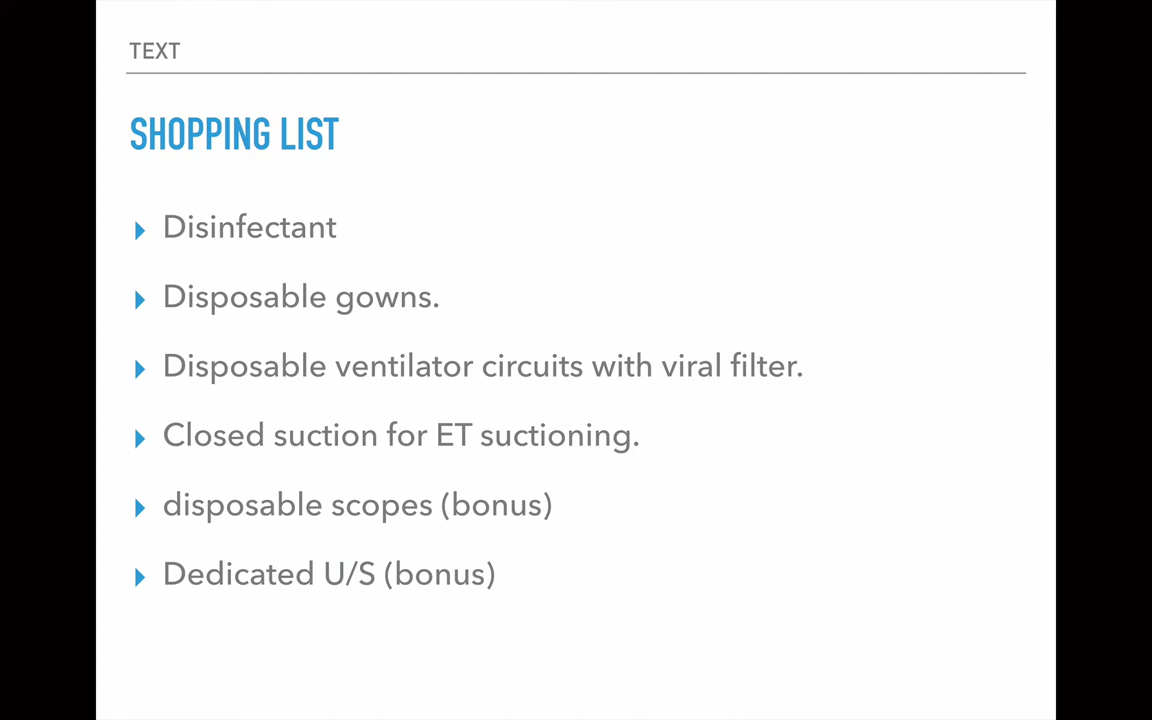 TEXT
SHOPPING LIST
Disinfectant
Disposable gowns.
Disposable ventilator circuits with viral filter.
Closed suction for ET suctioning.
disposable scopes (bonus)
Dedicated U/S (bonus)